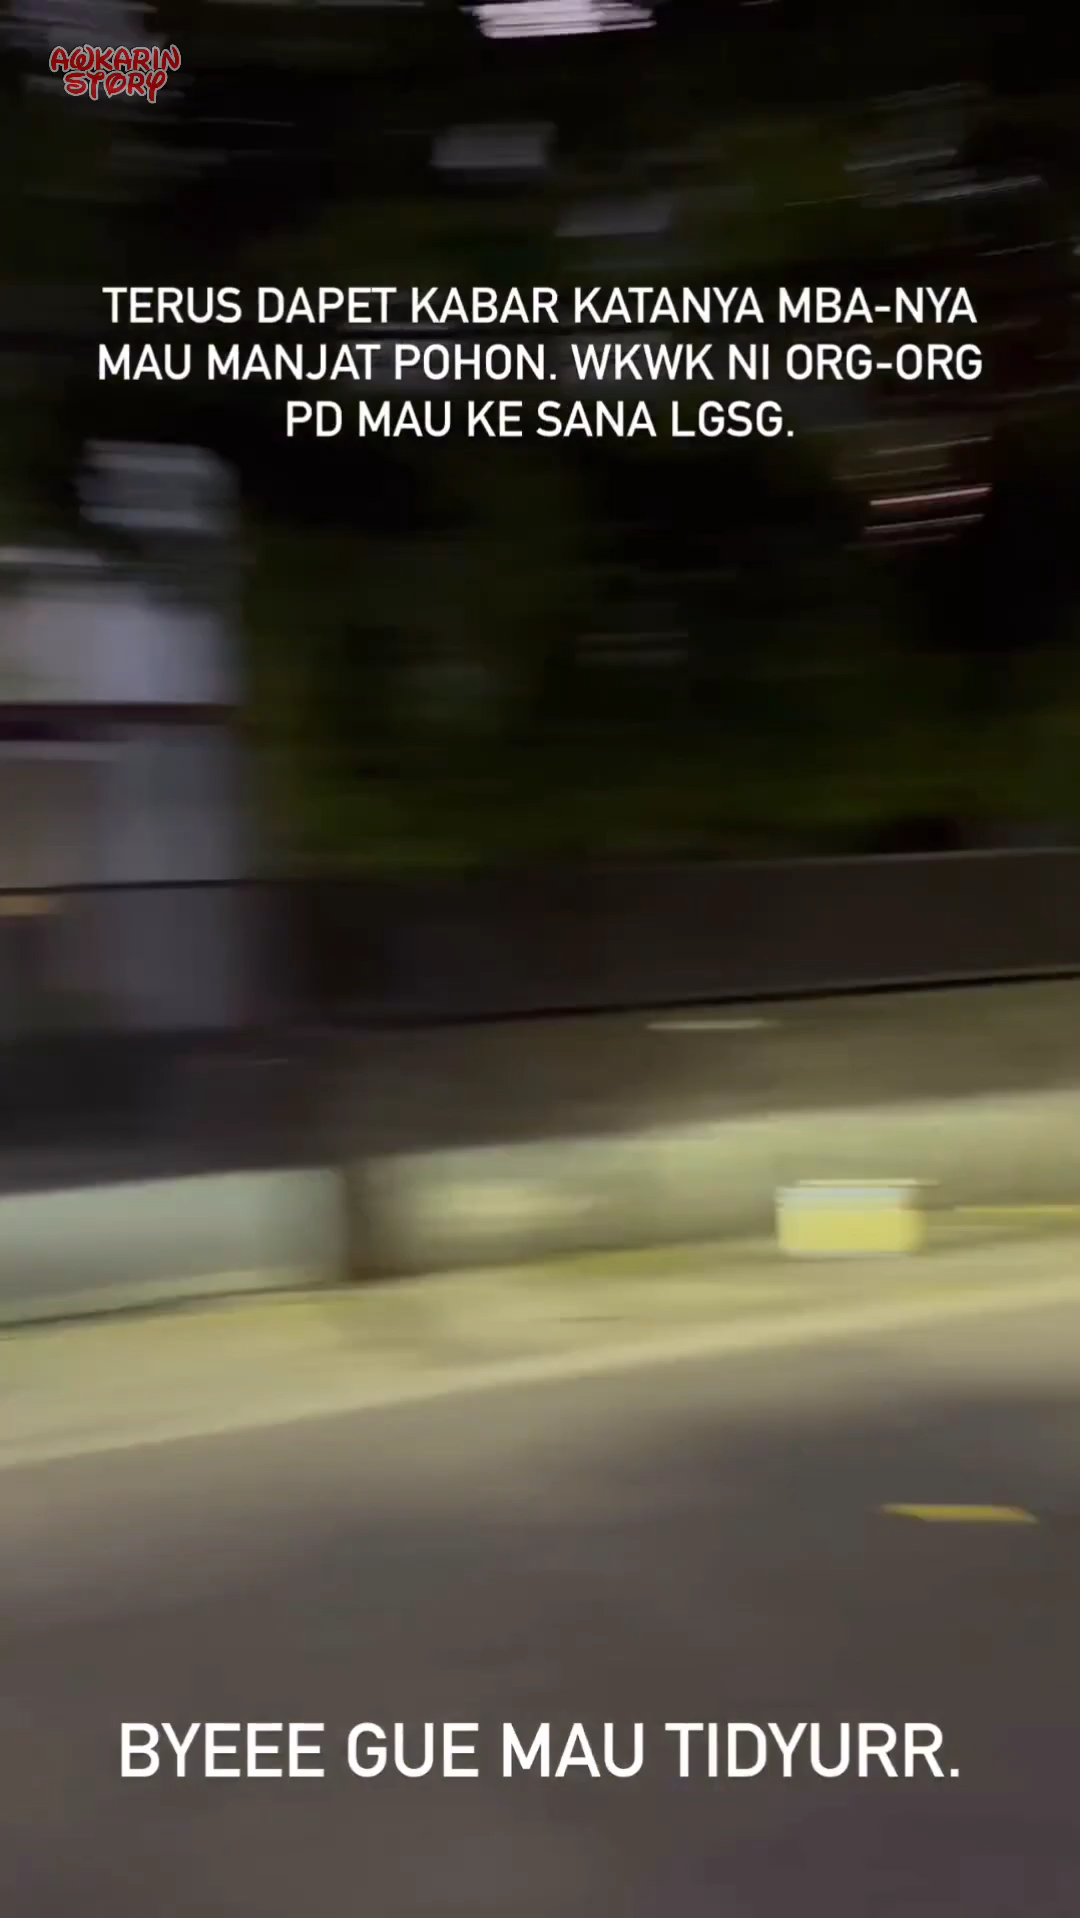 AWKARIN
STORY
TERUS DAPET KABAR KATANYA MBA-NYA
MAU MANJAT POHON. WKWK NI ORG-ORG
PD MAU KE SANA LGSG.
BYEEE GUE MAU TIDYURR.